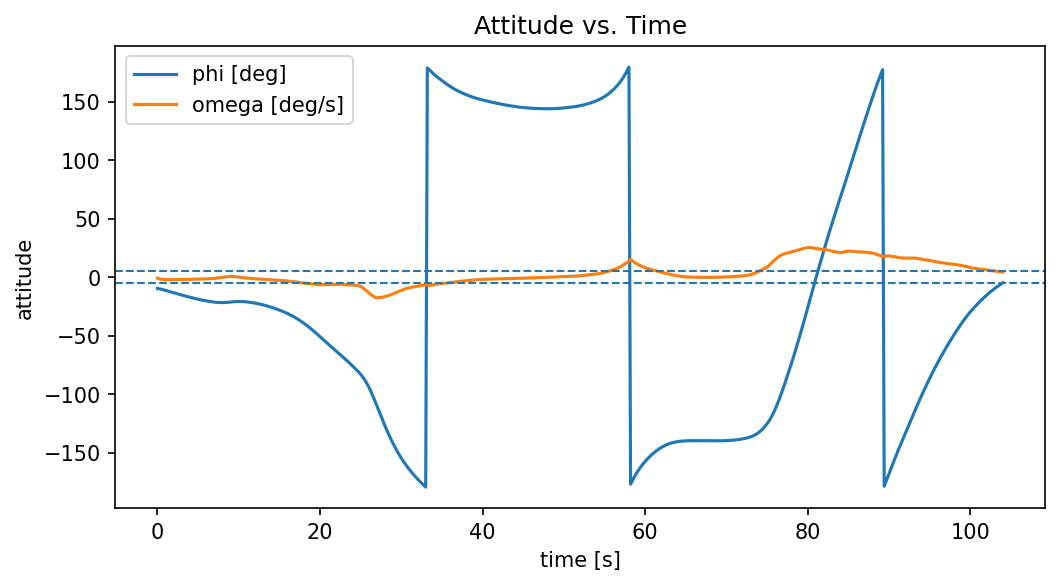 Attitude vs. Time
phi [deg]
omega [deg/s]
attitude
150
100
50
0
−50
−100
−150
0 20 40 60 80 100
time [s]